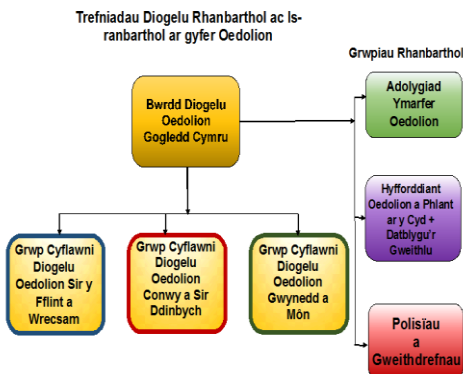 Trefniadau Diogelu Rhanbarthol ac Is-
ranbarthol ar gyfer Oedolion
Grwpiau Rhanbarthol
Bwrdd Diogelu
Oedolion
Gogledd Cymru
Adolygiad
Ymarfer
Oedolion
Hyfforddiant
Oedolion a Phlant
ar y Cyd +
Datblygu'r
Gweithlu
Grwp Cyflawni
Diogelu
Oedolion Sir y
Fflint a
Wrecsam
Grwp Cyflawni
Diogelu
Oedolion
Conwy a Sir
Ddinbych
Grwp Cyflawni
Diogelu
Oedolion
Gwynedd a
Môn
Polisïau
a
Gweithdrefnau